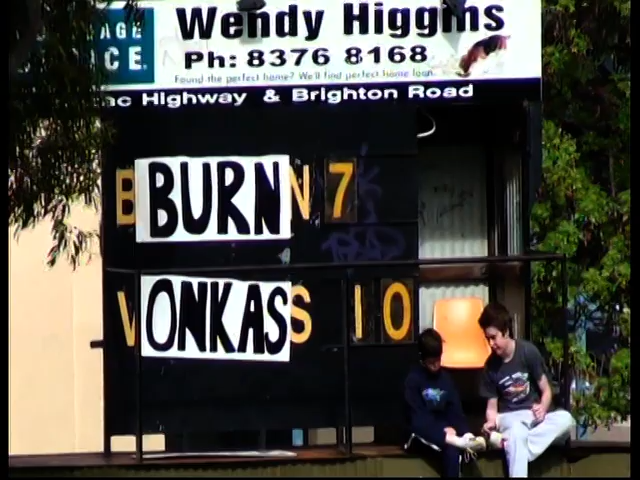 AGE
CE
Wendy Higgins
Ph: 8376 8168
Found the perfect home? We'll find perfect home loan.
ac Highway & Brighton Road
B BURN N 7
V ONKAS S 10